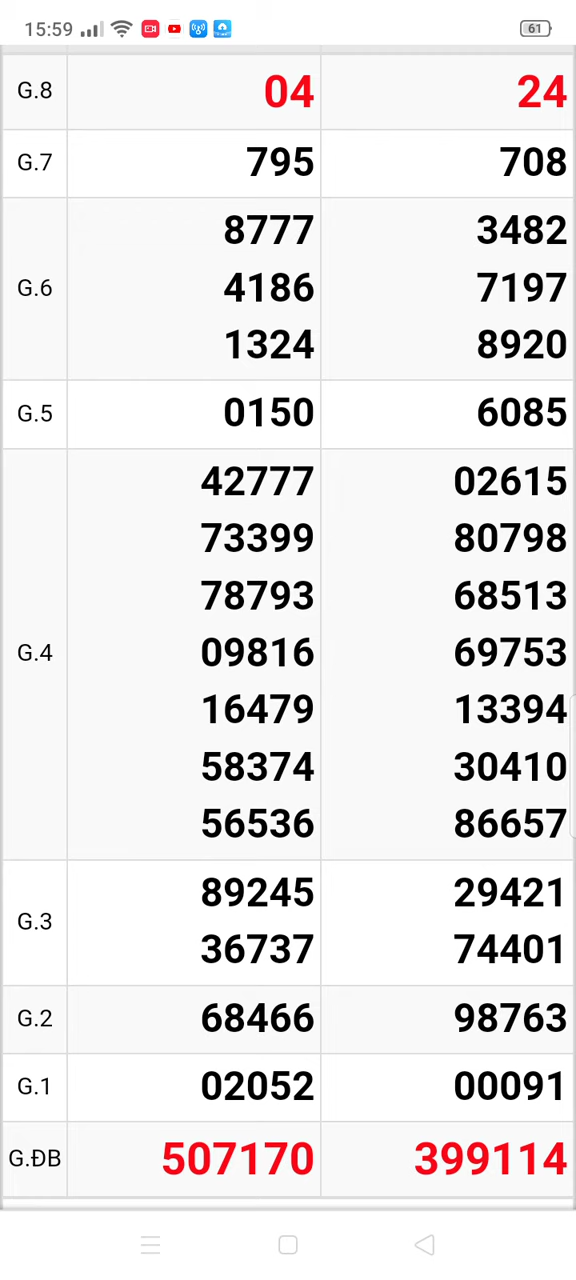 15:59 61
G.8 04 24
G.7 795 708
8777 3482
G.6 4186 7197
1324 8920
G.5 0150 6085
42777 02615
73399 80798
78793 68513
G.4 09816 69753
16479 13394
58374 30410
56536 86657
89245 29421
G.3
36737 74401
G.2 68466 98763
G.1 02052 00091
G.ĐB 507170 399114